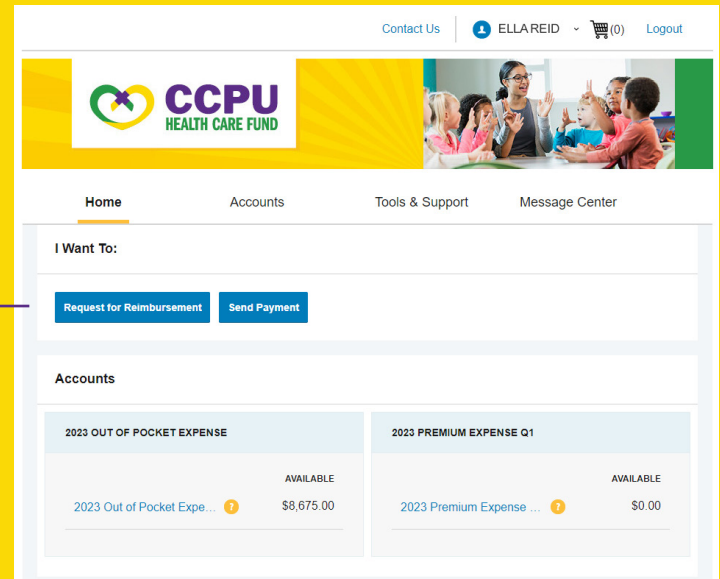 Contact Us ELLA REID (0) Logout
CCPU
HEALTH CARE FUND
Home Accounts Tools & Support Message Center
I Want To:
Request for Reimbursement Send Payment
Accounts
2023 OUT OF POCKET EXPENSE 2023 PREMIUM EXPENSE Q1
AVAILABLE AVAILABLE
2023 Out of Pocket Expe... ? $8,675.00 2023 Premium Expense ... ? $0.00